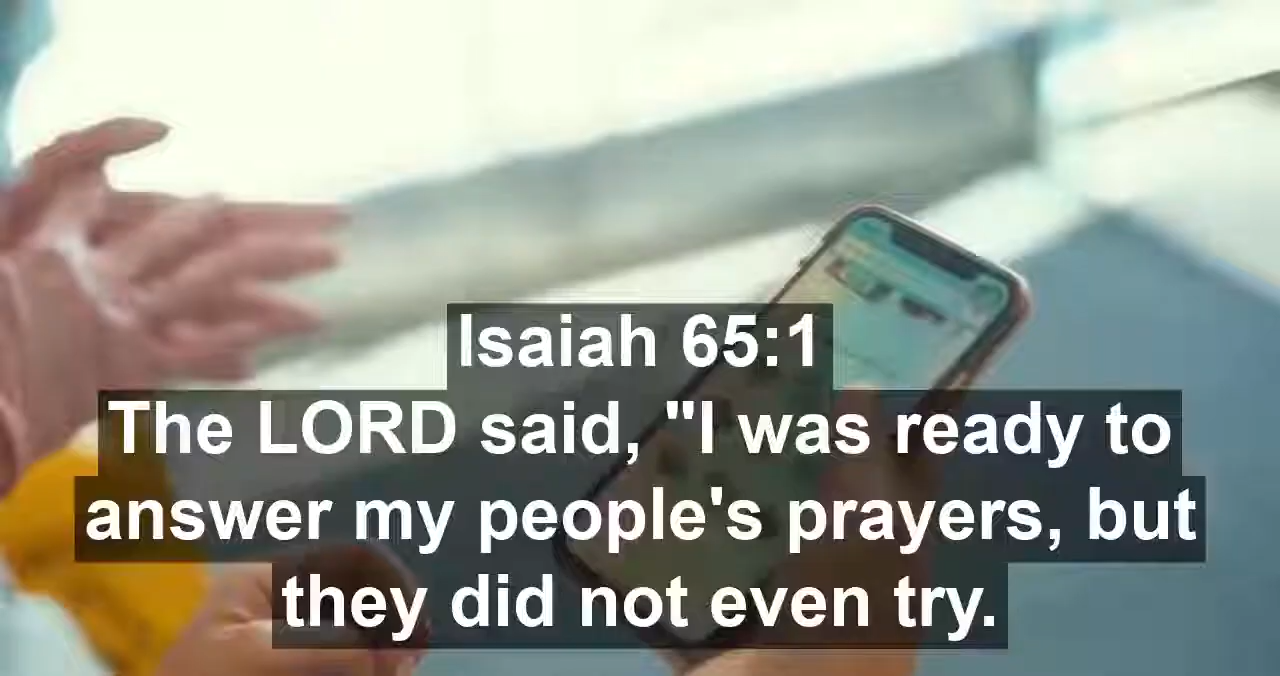 Isaiah 65:1
The LORD said, "I was ready to
answer my people's prayers, but
they did not even try.